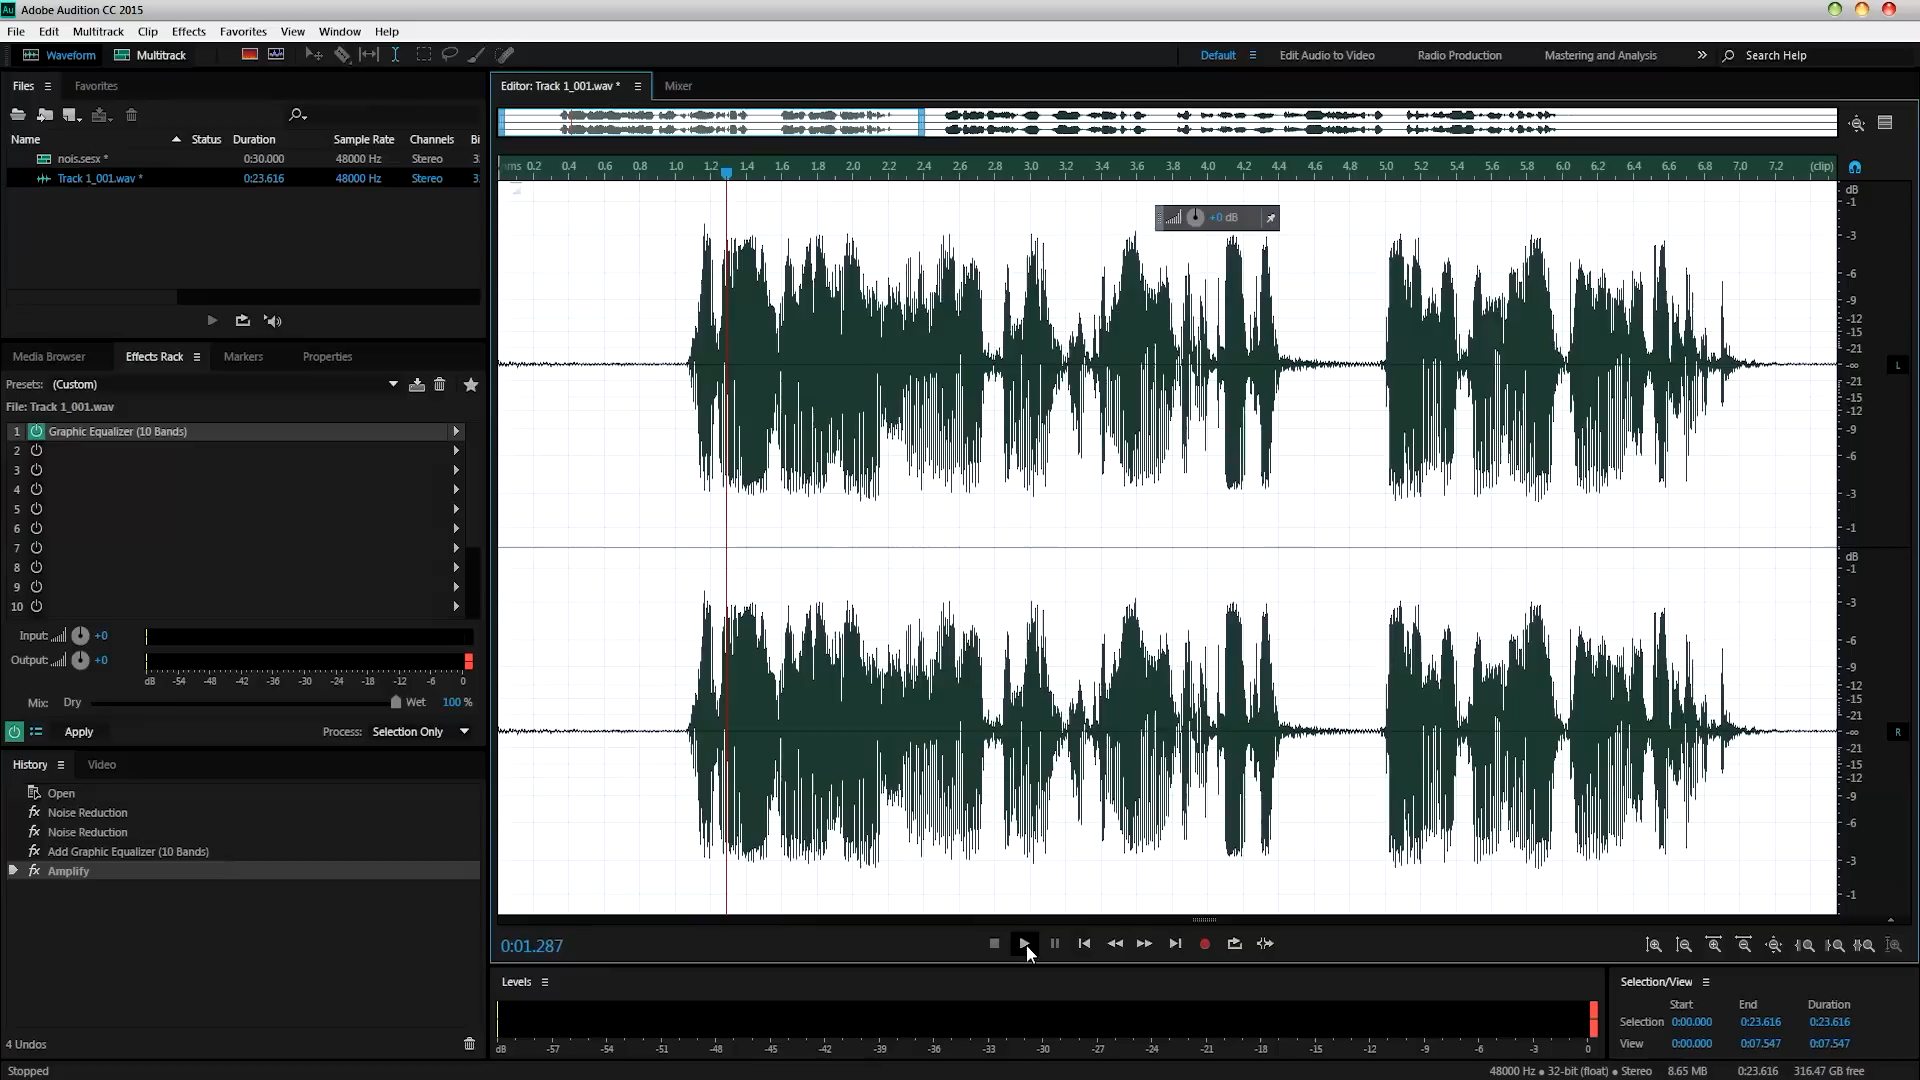 Au Adobe Audition CC 2015
File Edit Multitrack Clip Effects Favorites View Window Help
Waveform Multitrack Default Edit Audio to Video Radio Production Mastering and Analysis Search Help
Files Favorites
Name Status Duration Sample Rate Channels Bi
nois.sesx * 0:30.000 48000 Hz Stereo 3
Track 1_001.wav * 0:23.616 48000 Hz Stereo 3
Media Browser Effects Rack Markers Properties
Presets: (Custom)
File: Track 1_001.wav
1 Graphic Equalizer (10 Bands)
2
3
4
5
6
7
8
9
10
Input: +0
Output: +0
dB -54 -48 -42 -36 -30 -24 -18 -12 -6 0
Mix: Dry Wet 100 %
Apply Process: Selection Only
History Video
Open
fx Noise Reduction
fx Noise Reduction
fx Add Graphic Equalizer (10 Bands)
fx Amplify
4 Undos
Stopped
Editor: Track 1_001.wav * Mixer
hms 0.2 0.4 0.6 0.8 1.0 1.2 1.4 1.6 1.8 2.0 2.2 2.4 2.6 2.8 3.0 3.2 3.4 3.6 3.8 4.0 4.2 4.4 4.6 4.8 5.0 5.2 5.4 5.6 5.8 6.0 6.2 6.4 6.6 6.8 7.0 7.2 (clip)
+0 dB
dB
-1
-3
-6
-9
-12
-15
-21
-∞
L
-21
-15
-12
-9
-6
-3
-1
dB
-1
-3
-6
-9
-12
-15
-21
-∞
R
-21
-15
-12
-9
-6
-3
-1
0:01.287
Levels
dB -57 -54 -51 -48 -45 -42 -39 -36 -33 -30 -27 -24 -21 -18 -15 -12 -9 -6 -3 0
Selection/View
Start End Duration
Selection 0:00.000 0:23.616 0:23.616
View 0:00.000 0:07.547 0:07.547
48000 Hz ● 32-bit (float) ● Stereo 8.65 MB 0:23.616 316.47 GB free